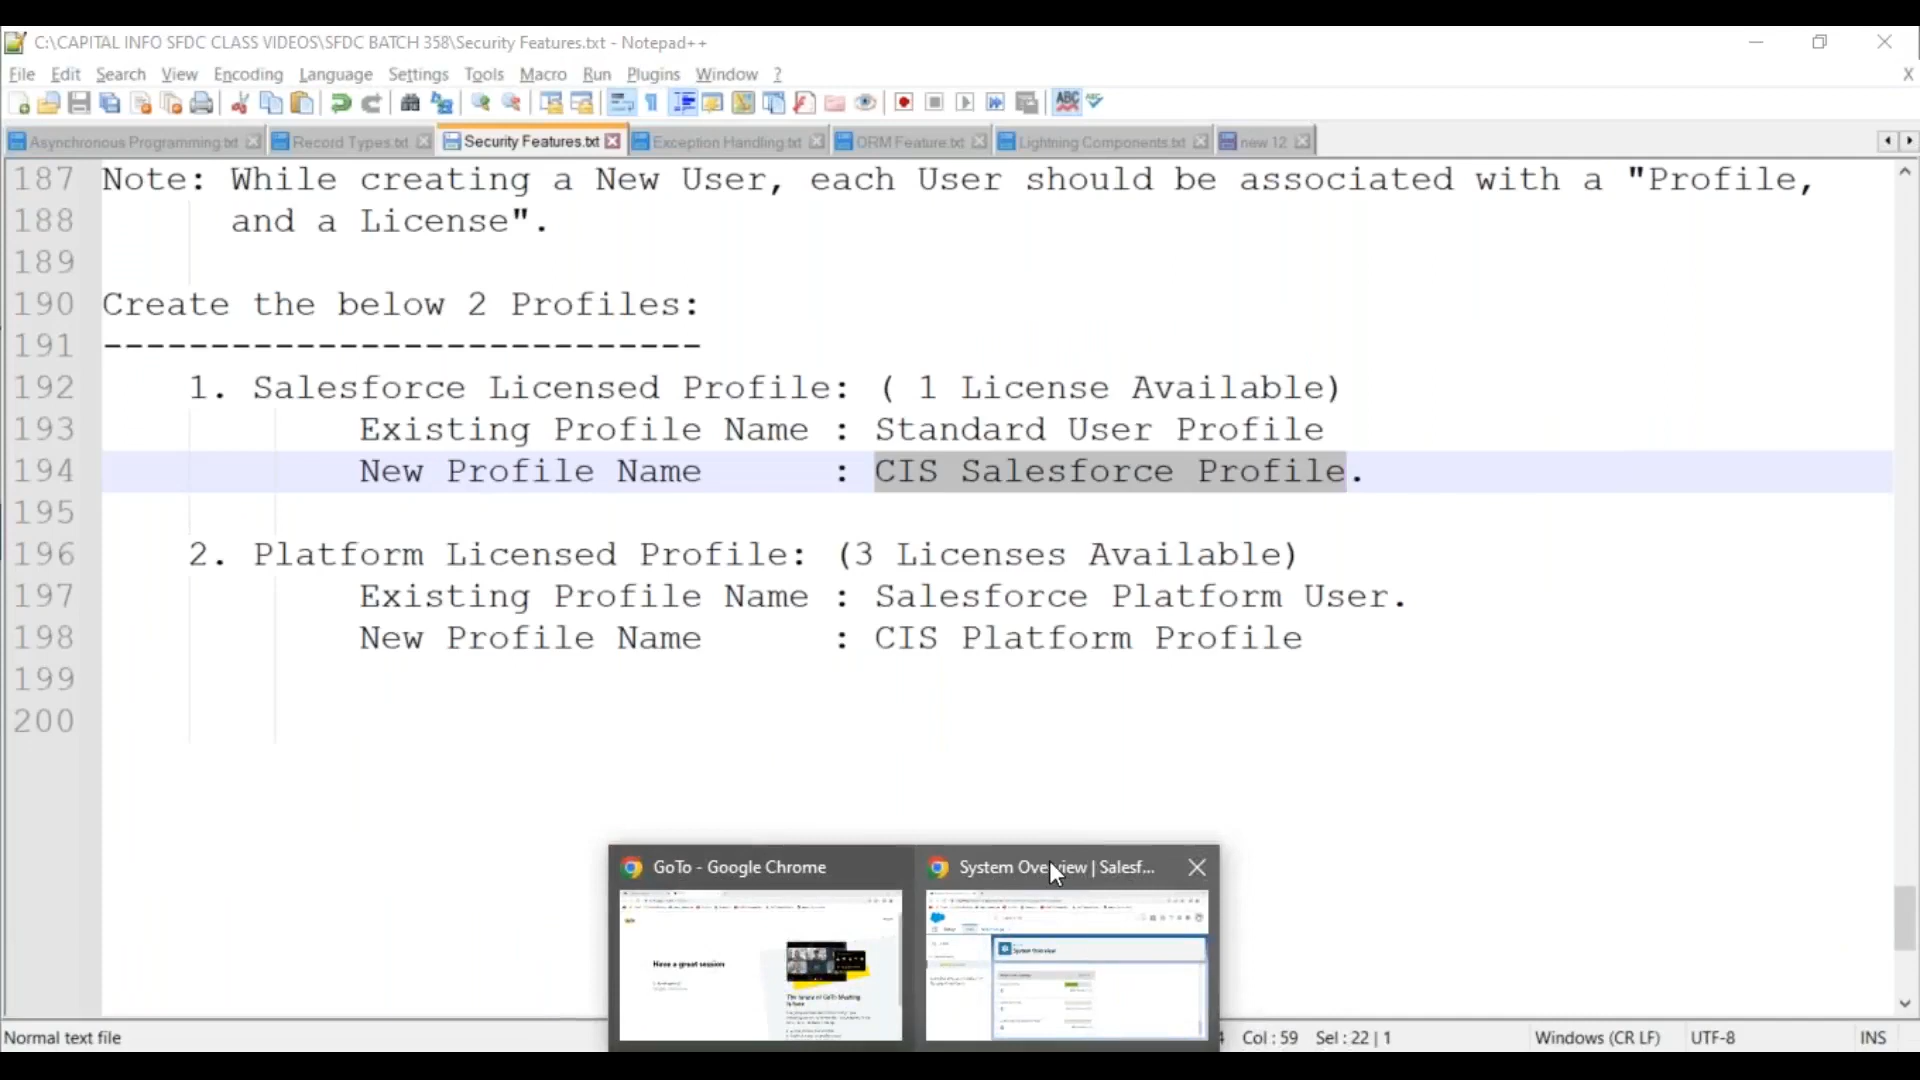 C:\CAPITAL INFO SFDC CLASS VIDEOS\SFDC BATCH 358\Security Features.txt - Notepad++
File Edit Search View Encoding Language Settings Tools Macro Run Plugins Window ? X
Asynchronous Programming.txt Record Types.txt Security Features.txt Exception Handling.txt ORM Feature.txt Lightning Components.txt new 12
187 Note: While creating a New User, each User should be associated with a "Profile,
188 and a License".
189
190 Create the below 2 Profiles:
191 ----------------------------
192 1. Salesforce Licensed Profile: ( 1 License Available)
193 Existing Profile Name : Standard User Profile
194 New Profile Name : CIS Salesforce Profile.
195
196 2. Platform Licensed Profile: (3 Licenses Available)
197 Existing Profile Name : Salesforce Platform User.
198 New Profile Name : CIS Platform Profile
199
200
GoTo - Google Chrome
System Overview | Salesf...
Have a great session
System Overview
Normal text file
Col : 59 Sel : 22 | 1
Windows (CR LF) UTF-8 INS